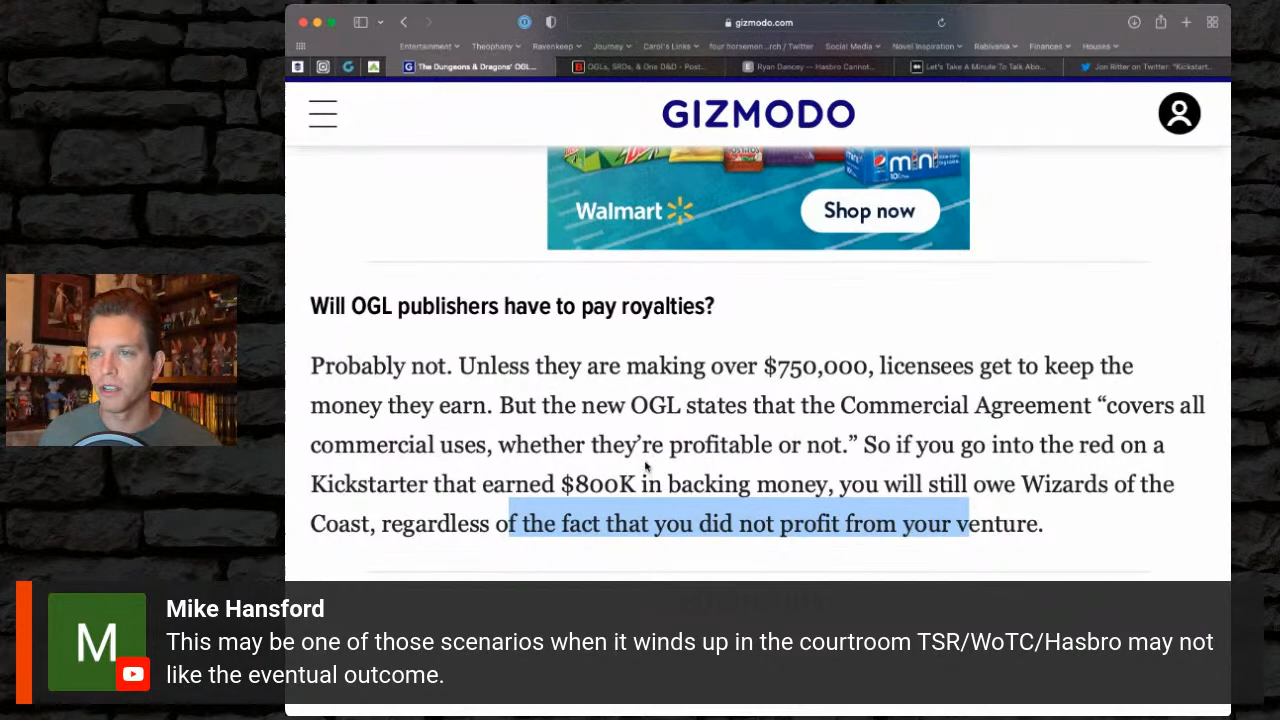 gizmodo.com
Entertainment Theophany Ravenkeep Journey Carol's Links four horsemen...rch / Twitter Social Media Novel Inspiration Rabivania Finances Houses
The Dungeons & Dragons' OGL... OGLs, SRDs, & One D&D - Post... Ryan Dancey — Hasbro Cannot... Let's Take A Minute To Talk Abo... Jon Ritter on Twitter: "Kickstart...
GIZMODO
TOSTITOS
pepsi
mini
Walmart
Shop now
Will OGL publishers have to pay royalties?
Probably not. Unless they are making over $750,000, licensees get to keep the
money they earn. But the new OGL states that the Commercial Agreement “covers all
commercial uses, whether they’re profitable or not.” So if you go into the red on a
Kickstarter that earned $800K in backing money, you will still owe Wizards of the
Coast, regardless of the fact that you did not profit from your venture.
M
Mike Hansford
This may be one of those scenarios when it winds up in the courtroom TSR/WoTC/Hasbro may not
like the eventual outcome.